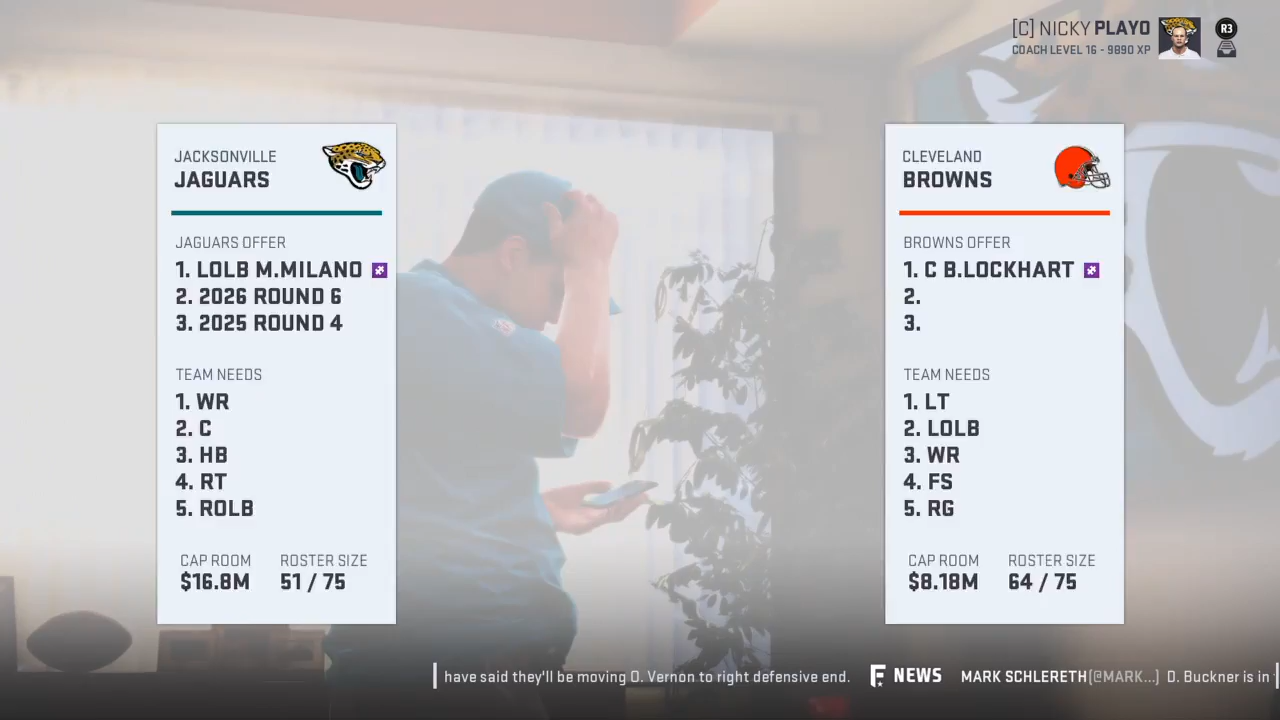 [C] NICKY PLAYO
COACH LEVEL 16 - 9890 XP
R3
JACKSONVILLE
JAGUARS
JAGUARS OFFER
1. LOLB M.MILANO
2. 2026 ROUND 6
3. 2025 ROUND 4
TEAM NEEDS
1. WR
2. C
3. HB
4. RT
5. ROLB
CAP ROOM ROSTER SIZE
$16.8M 51 / 75
CLEVELAND
BROWNS
BROWNS OFFER
1. C B.LOCKHART
2.
3.
TEAM NEEDS
1. LT
2. LOLB
3. WR
4. FS
5. RG
CAP ROOM ROSTER SIZE
$8.18M 64 / 75
have said they'll be moving O. Vernon to right defensive end. F NEWS MARK SCHLERETH[@MARK...] D. Buckner is in